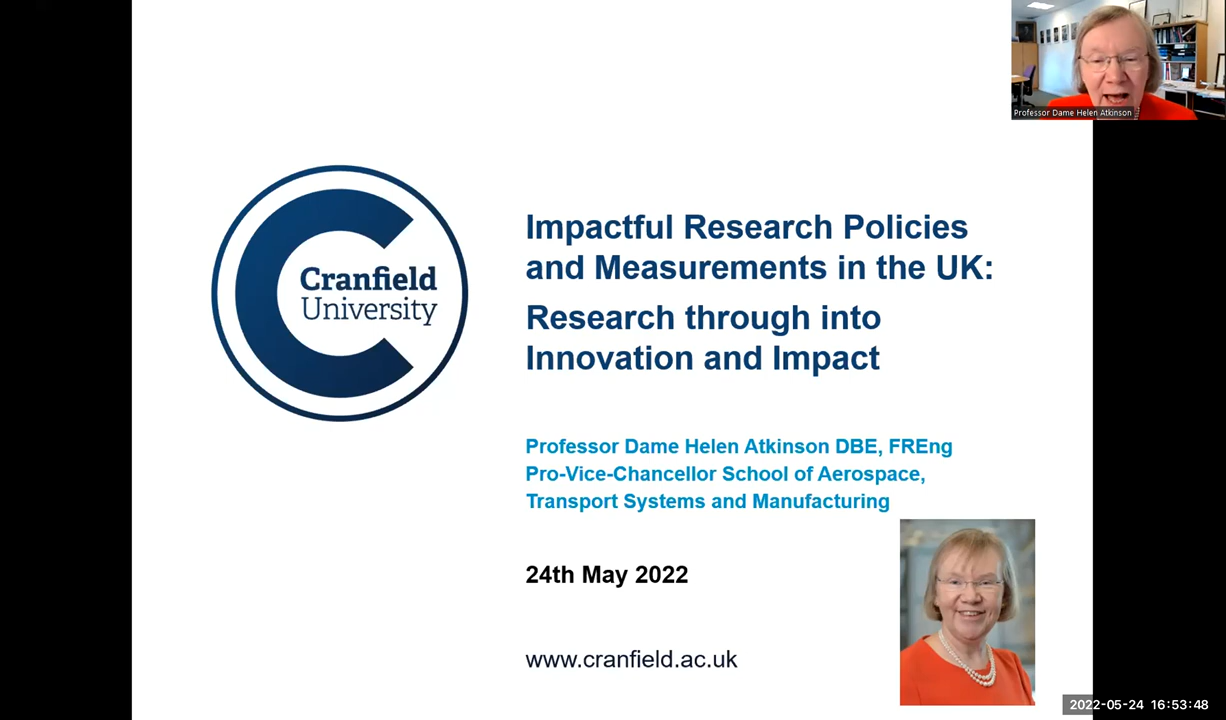 Professor Dame Helen Atkinson
Cranfield
University
Impactful Research Policies
and Measurements in the UK:
Research through into
Innovation and Impact
Professor Dame Helen Atkinson DBE, FREng
Pro-Vice-Chancellor School of Aerospace,
Transport Systems and Manufacturing
24th May 2022
www.cranfield.ac.uk
2022-05-24 16:53:48